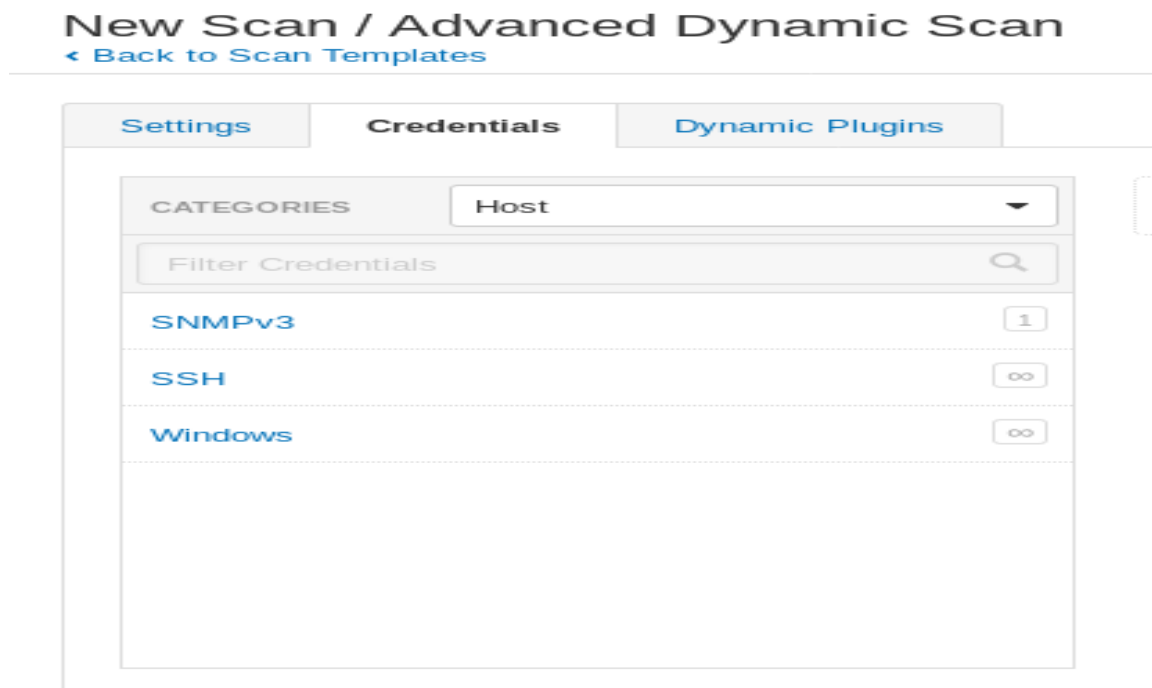 New Scan / Advanced Dynamic Scan
Back to Scan Templates
Settings Credentials Dynamic Plugins
CATEGORIES Host
Filter Credentials
SNMPv3 1
SSH ∞
Windows ∞